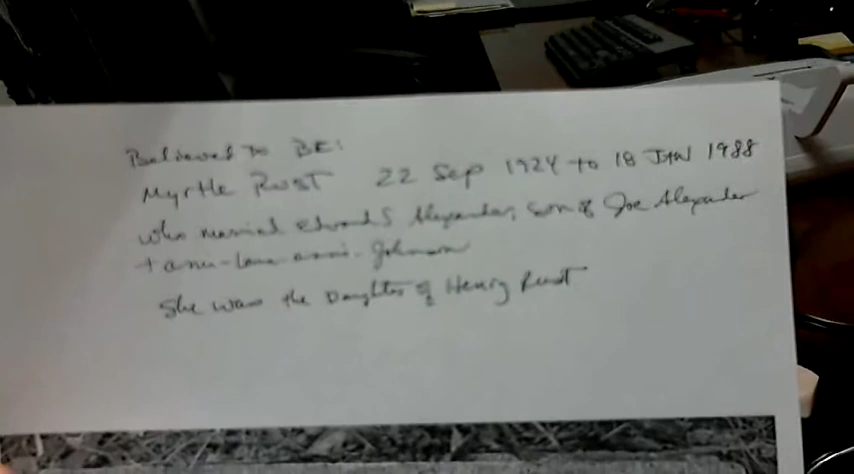 Believed to BE:
Myrtle Rust 22 Sep 1924 to 18 JAN 1988
who married Edward S Alexander, son of Joe Alexander
+ Johnson
She was the Daughter of Henry Rust